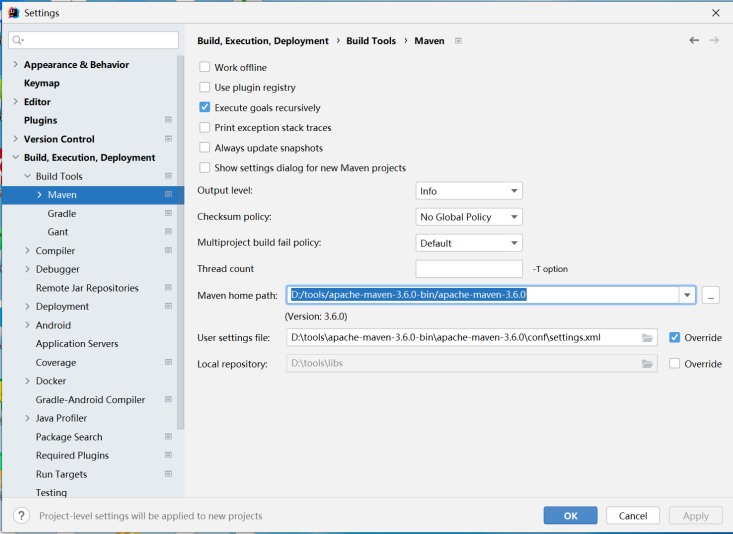 Settings
Build, Execution, Deployment › Build Tools › Maven
Appearance & Behavior
Keymap
Editor
Plugins
Version Control
Build, Execution, Deployment
Build Tools
Maven
Gradle
Gant
Compiler
Debugger
Remote Jar Repositories
Deployment
Android
Application Servers
Coverage
Docker
Gradle-Android Compiler
Java Profiler
Package Search
Required Plugins
Run Targets
Testing
Work offline
Use plugin registry
Execute goals recursively
Print exception stack traces
Always update snapshots
Show settings dialog for new Maven projects
Output level: Info
Checksum policy: No Global Policy
Multiproject build fail policy: Default
Thread count -T option
Maven home path: D:/tools/apache-maven-3.6.0-bin/apache-maven-3.6.0 ...
(Version: 3.6.0)
User settings file: D:\tools\apache-maven-3.6.0-bin\apache-maven-3.6.0\conf\settings.xml Override
Local repository: D:\tools\libs Override
? Project-level settings will be applied to new projects
OK Cancel Apply